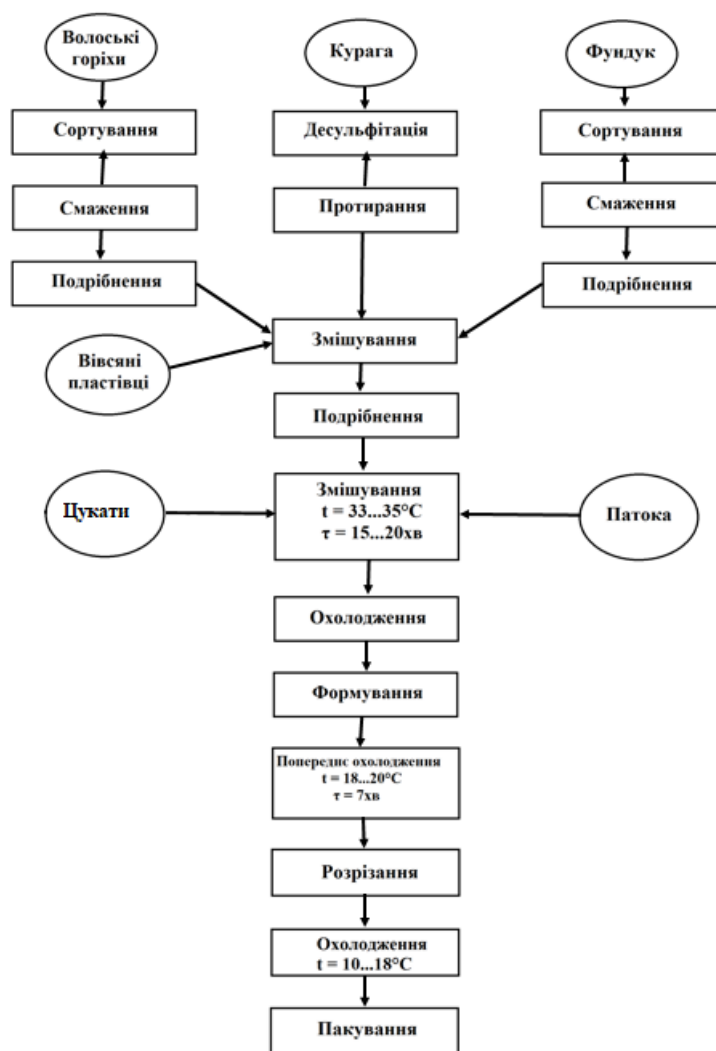 Волоські
горіхи
Курага
Фундук
Сортування
Десульфітація
Сортування
Смаження
Протирання
Смаження
Подрібнення
Подрібнення
Змішування
Вівсяні
пластівці
Подрібнення
Цукати
Змішування
t = 33...35°C
τ = 15...20хв
Патока
Охолодження
Формування
Попереднє охолодження
t = 18...20°C
τ = 7хв
Розрізання
Охолодження
t = 10...18°C
Пакування